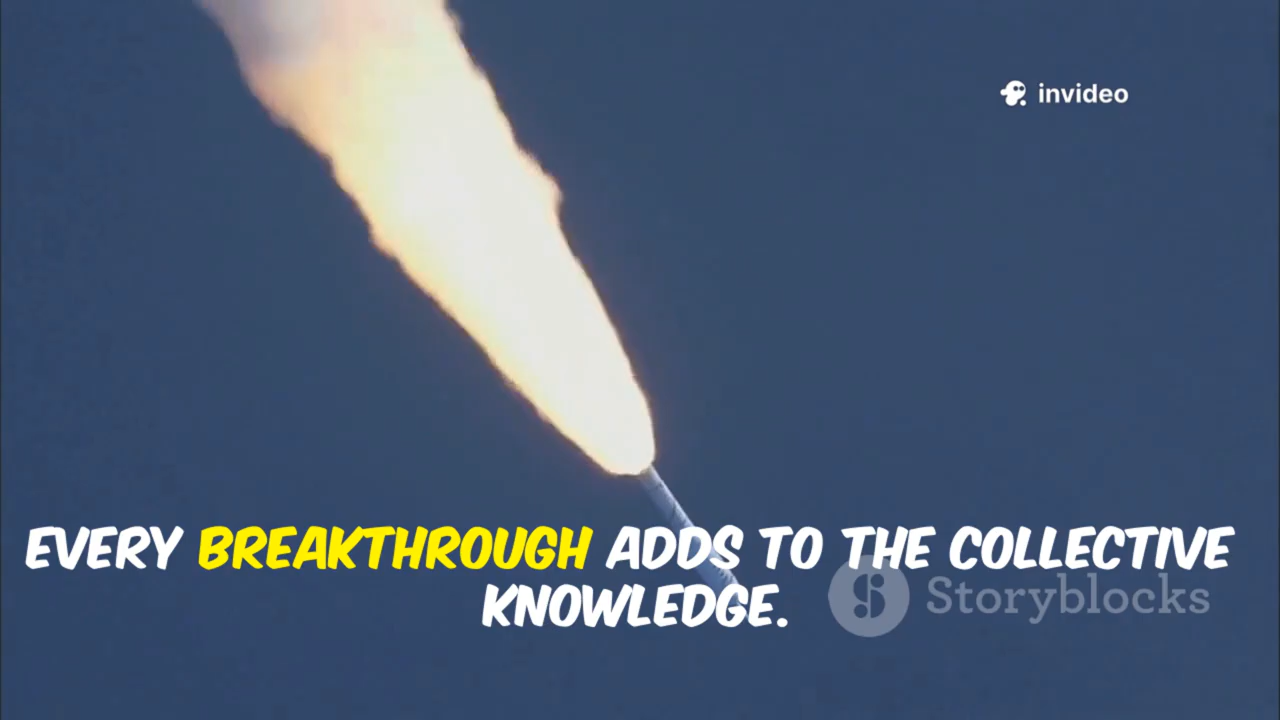 invideo
EVERY BREAKTHROUGH ADDS TO THE COLLECTIVE
KNOWLEDGE.
Storyblocks